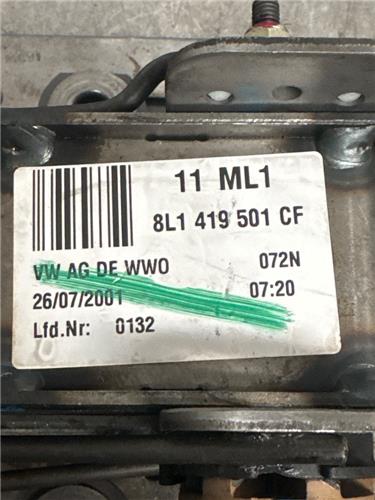 11 ML1
8L1 419 501 CF
VW AG DE WWO 072N
26/07/2001 07:20
Lfd.Nr: 0132